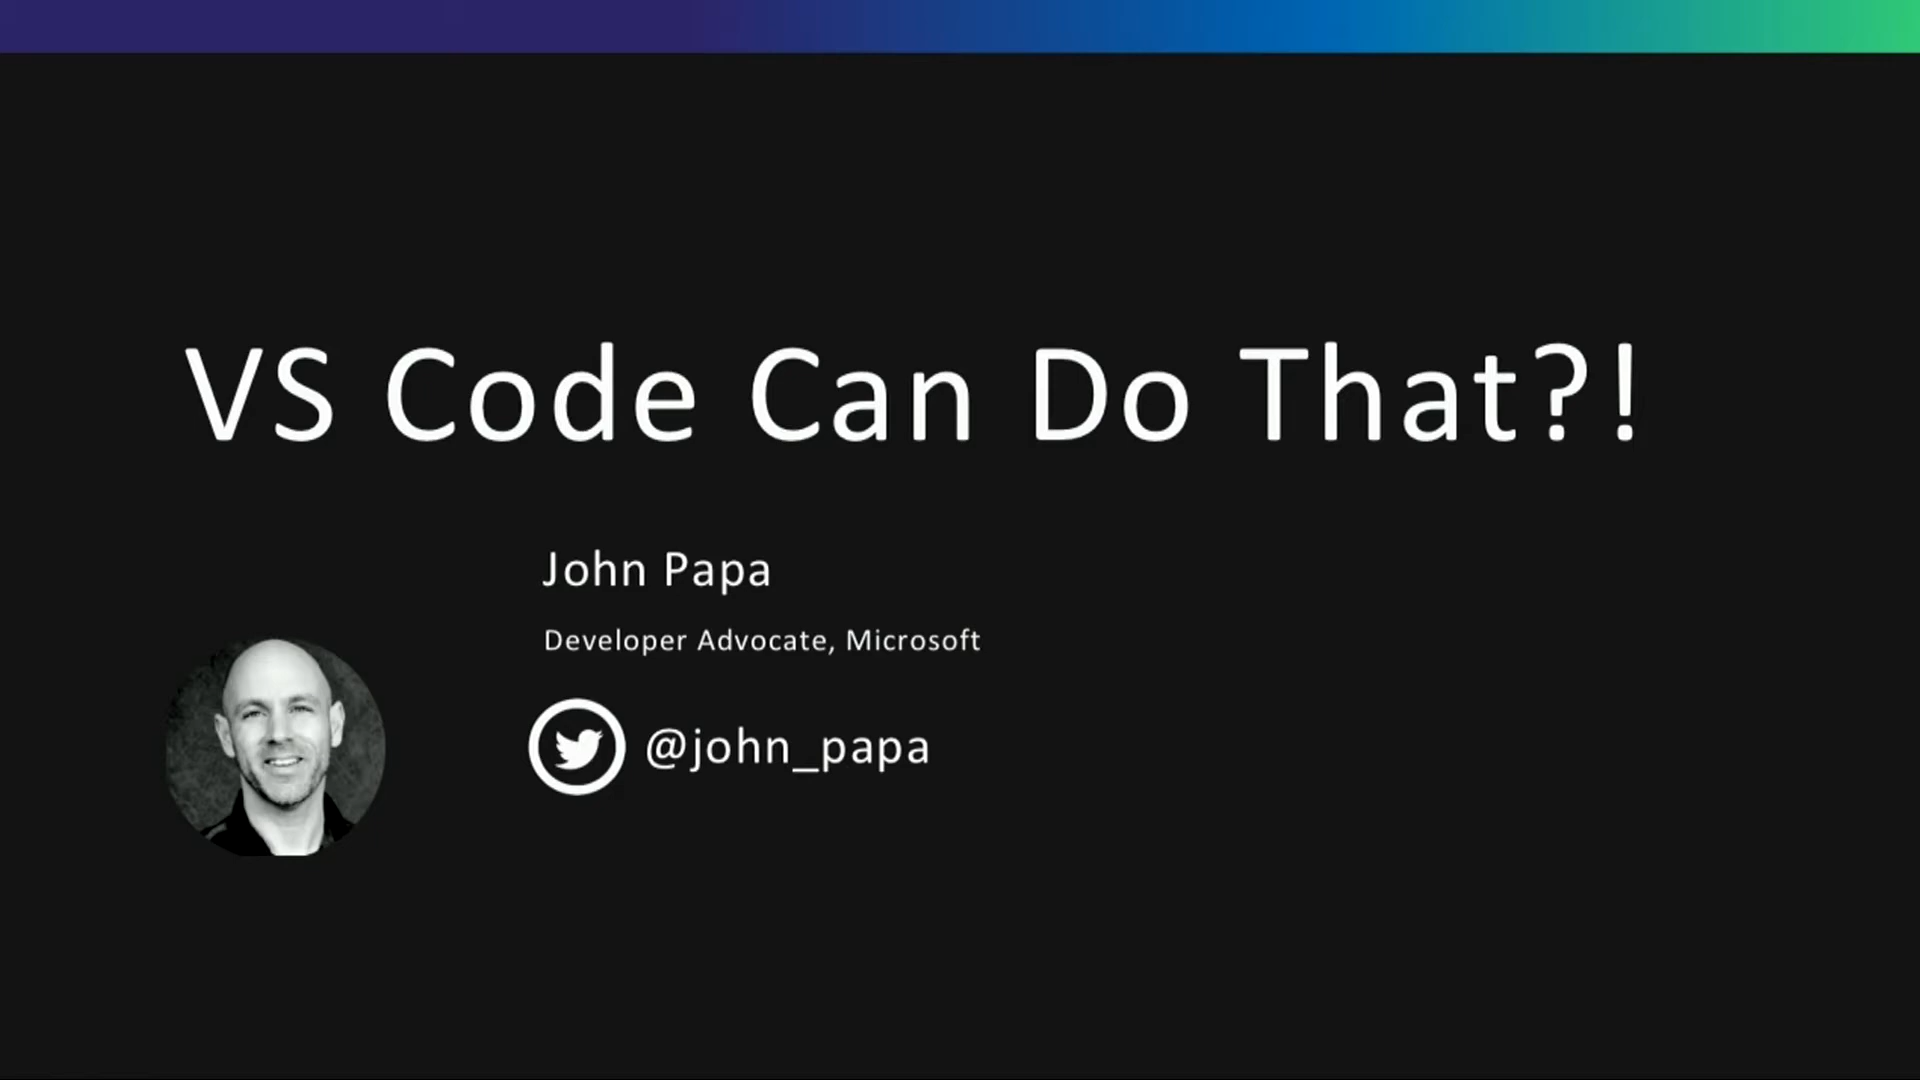 VS Code Can Do That?!
John Papa
Developer Advocate, Microsoft
@john_papa